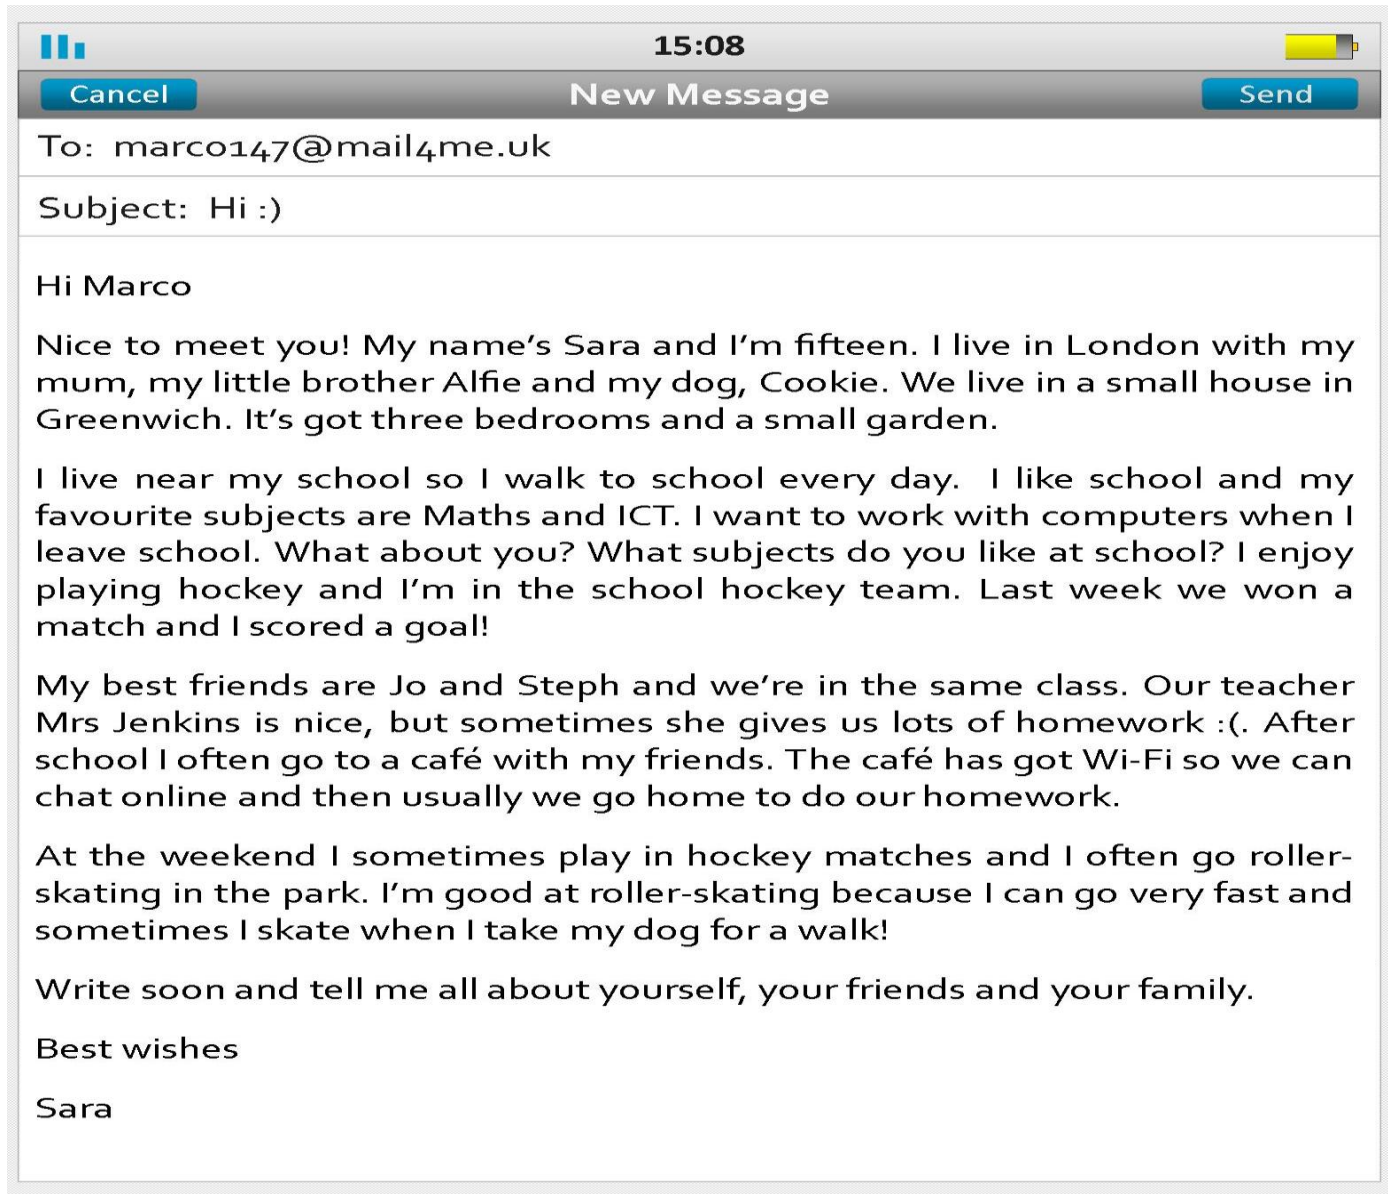 15:08
Cancel New Message Send
To: marco147@mail4me.uk
Subject: Hi :)
Hi Marco
Nice to meet you! My name's Sara and I'm fifteen. I live in London with my
mum, my little brother Alfie and my dog, Cookie. We live in a small house in
Greenwich. It's got three bedrooms and a small garden.
I live near my school so I walk to school every day. I like school and my
favourite subjects are Maths and ICT. I want to work with computers when I
leave school. What about you? What subjects do you like at school? I enjoy
playing hockey and I'm in the school hockey team. Last week we won a
match and I scored a goal!
My best friends are Jo and Steph and we're in the same class. Our teacher
Mrs Jenkins is nice, but sometimes she gives us lots of homework :(. After
school I often go to a café with my friends. The café has got Wi-Fi so we can
chat online and then usually we go home to do our homework.
At the weekend I sometimes play in hockey matches and I often go roller-
skating in the park. I'm good at roller-skating because I can go very fast and
sometimes I skate when I take my dog for a walk!
Write soon and tell me all about yourself, your friends and your family.
Best wishes
Sara